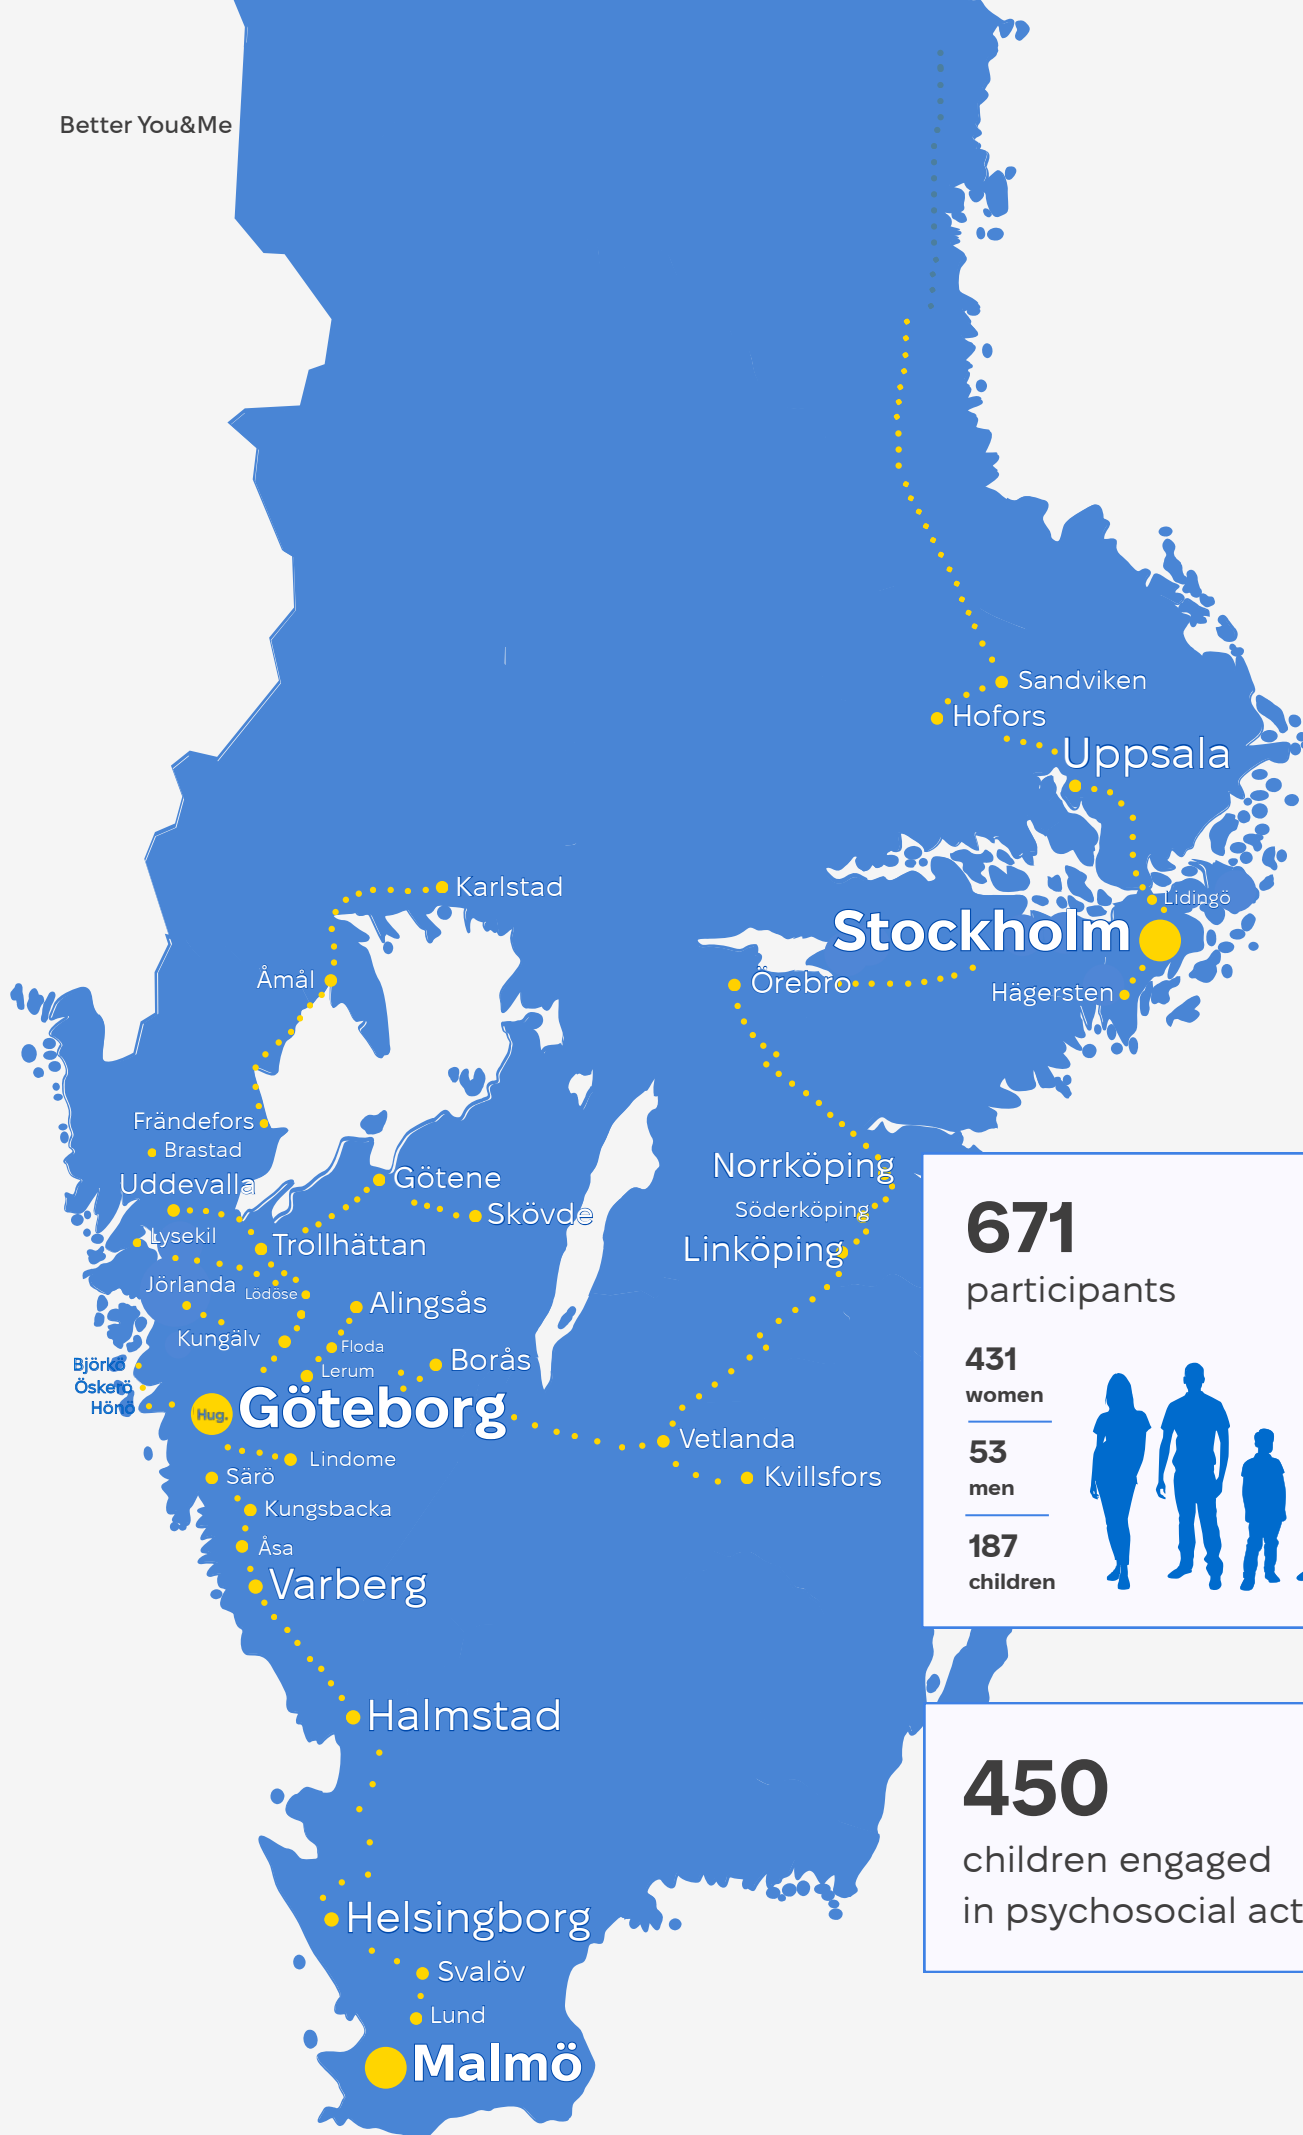 Better You&Me
Sandviken
Hofors
Uppsala
Karlstad
Lidingö
Stockholm
Åmål
Örebro
Hägersten
Frändefors
Brastad
Norrköping
Uddevalla
Götene
Söderköping
Skövde
Lysekil
Trollhättan
Linköping
Jörlanda
Lödöse
Alingsås
Kungälv
Floda
Björkö
Lerum
Borås
Öskerö
Hönö
Hug.
Göteborg
Vetlanda
Lindome
Särö
Kvillsfors
Kungsbacka
Åsa
Varberg
Halmstad
Helsingborg
Svalöv
Lund
Malmö
671
participants
431
women
53
men
187
children
450
children engaged
in psychosocial act